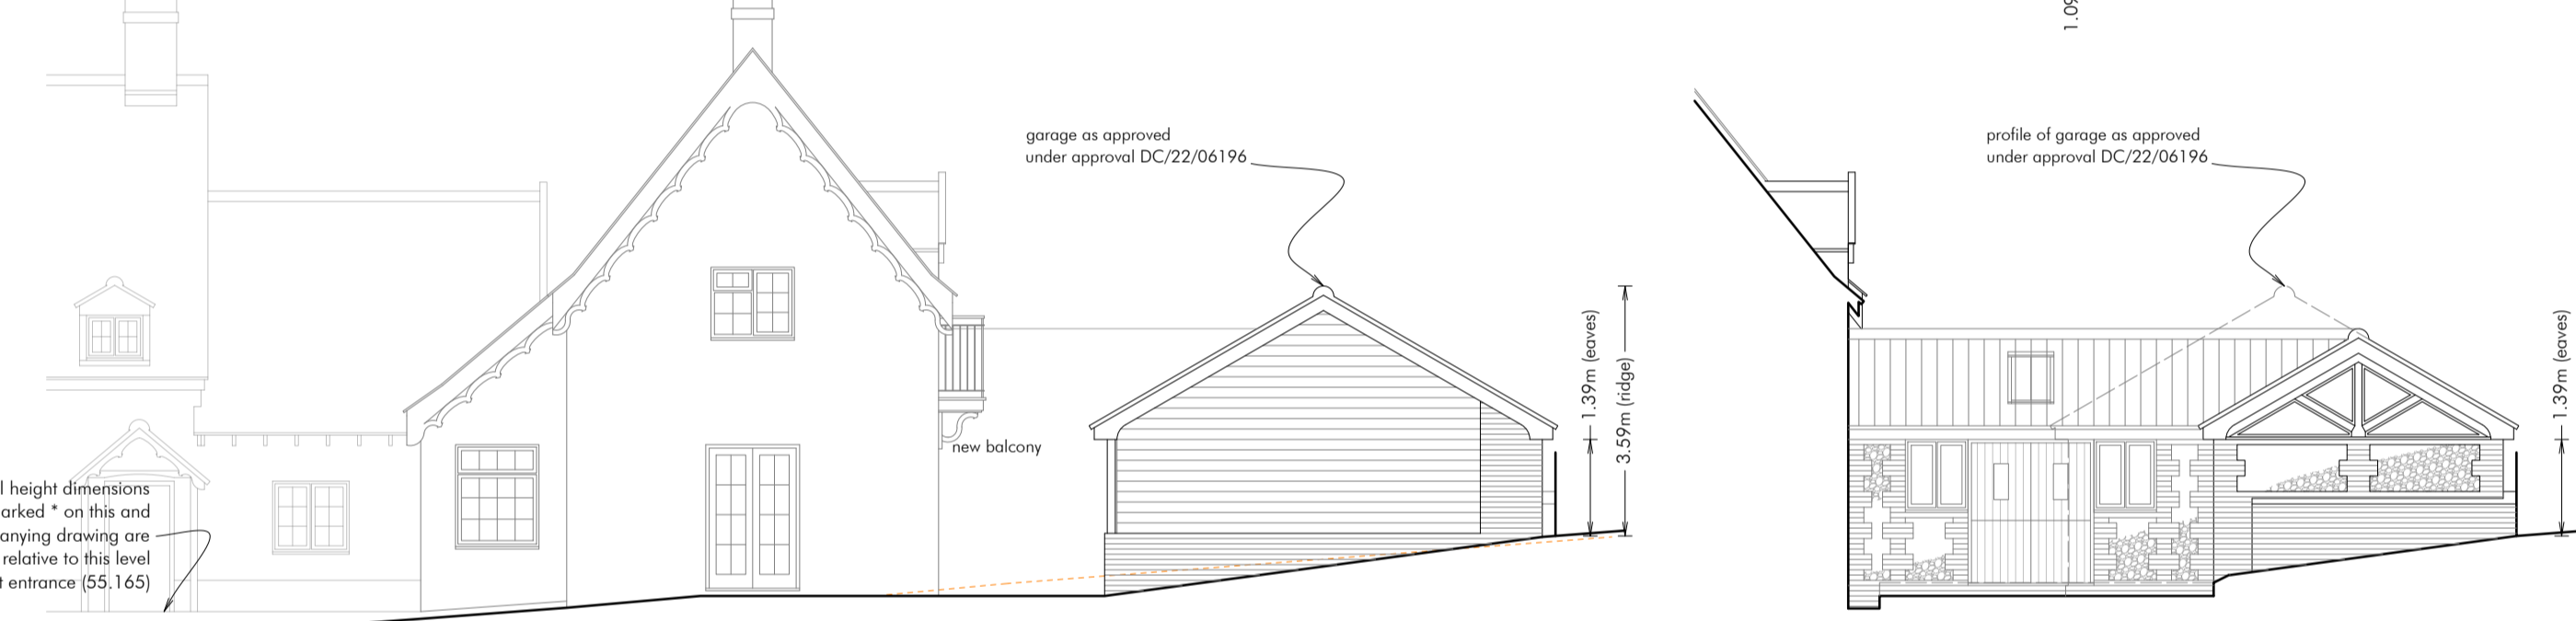 garage as approved
under approval DC/22/06196
new balcony
1.39m (eaves)
3.59m (ridge)
height dimensions
on this and
drawing are
relative to this level
entrance (55.165)
profile of garage as approved
under approval DC/22/06196
1.39m (eaves)